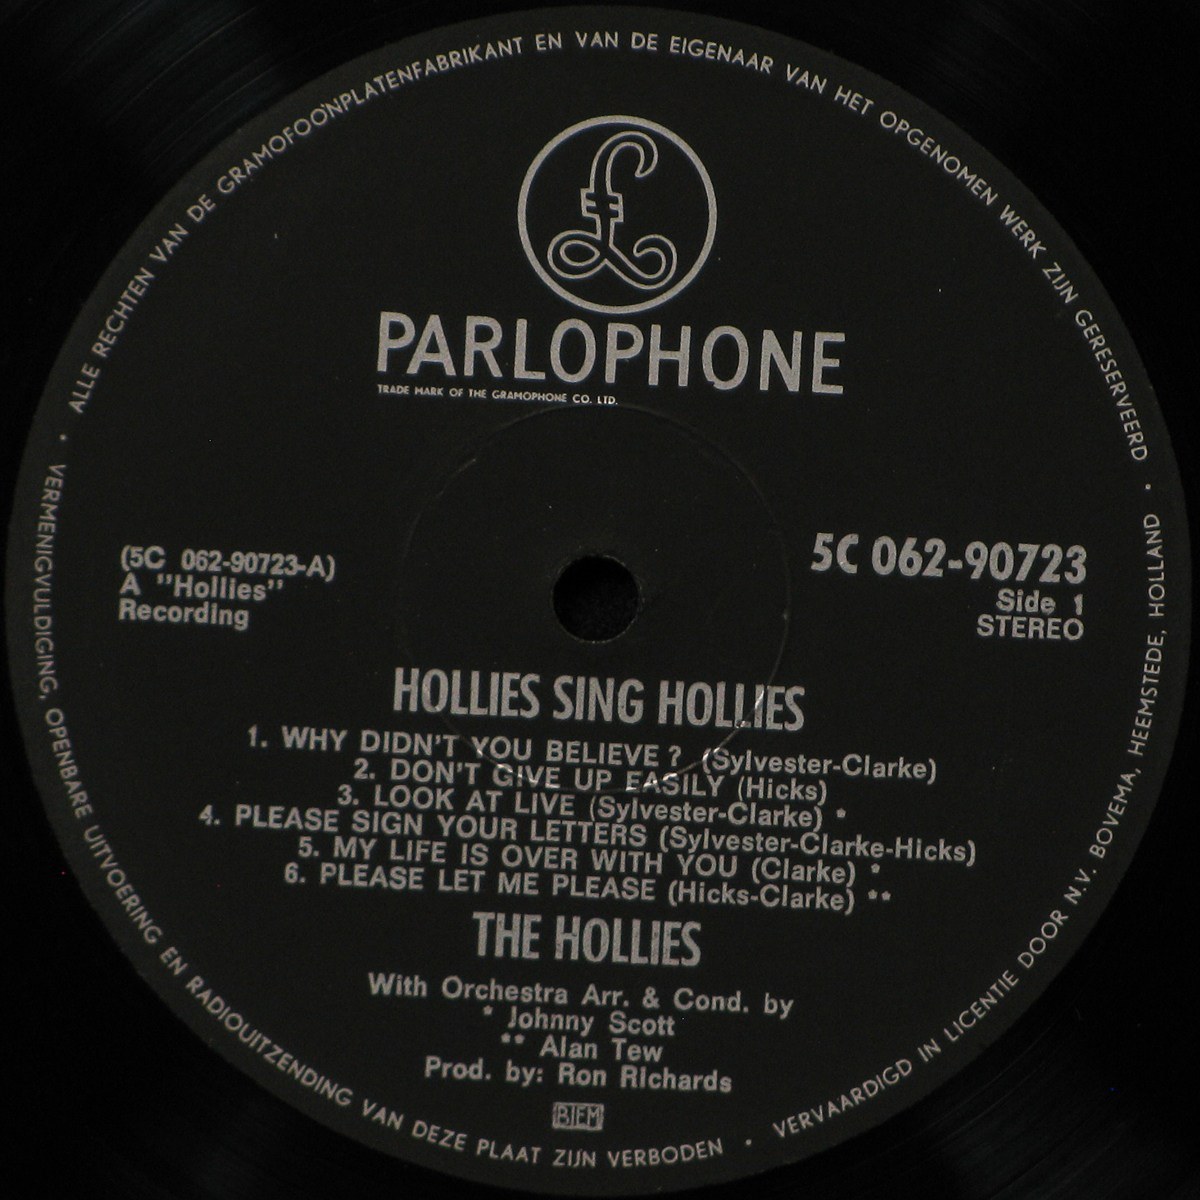 ALLE RECHTEN VAN DE GRAMOFOONPLATENFABRIKANT EN VAN DE EIGENAAR VAN HET OPGENOMEN WERK ZIJN GERESERVEERD •
£
PARLOPHONE
TRADE MARK OF THE GRAMOPHONE CO. LTD.
(5C 062-90723-A)
A "Hollies"
Recording
5C 062-90723
Side 1
STEREO
HOLLIES SING HOLLIES
1. WHY DIDN'T YOU BELIEVE? (Sylvester-Clarke)
2. DON'T GIVE UP EASILY (Hicks)
3. LOOK AT LIVE (Sylvester-Clarke) *
4. PLEASE SIGN YOUR LETTERS (Sylvester-Clarke-Hicks)
5. MY LIFE IS OVER WITH YOU (Clarke) *
6. PLEASE LET ME PLEASE (Hicks-Clarke) **
THE HOLLIES
With Orchestra Arr. & Cond. by
* Johnny Scott
** Alan Tew
Prod. by: Ron Richards
BIEM
VERMENIGVULDIGING, OPENBARE UITVOERING EN RADIOUITZENDING VAN DEZE PLAAT ZIJN VERBODEN •
VERVAARDIGD IN LICENTIE DOOR N.V. BOVEMA, HEEMSTEDE, HOLLAND •